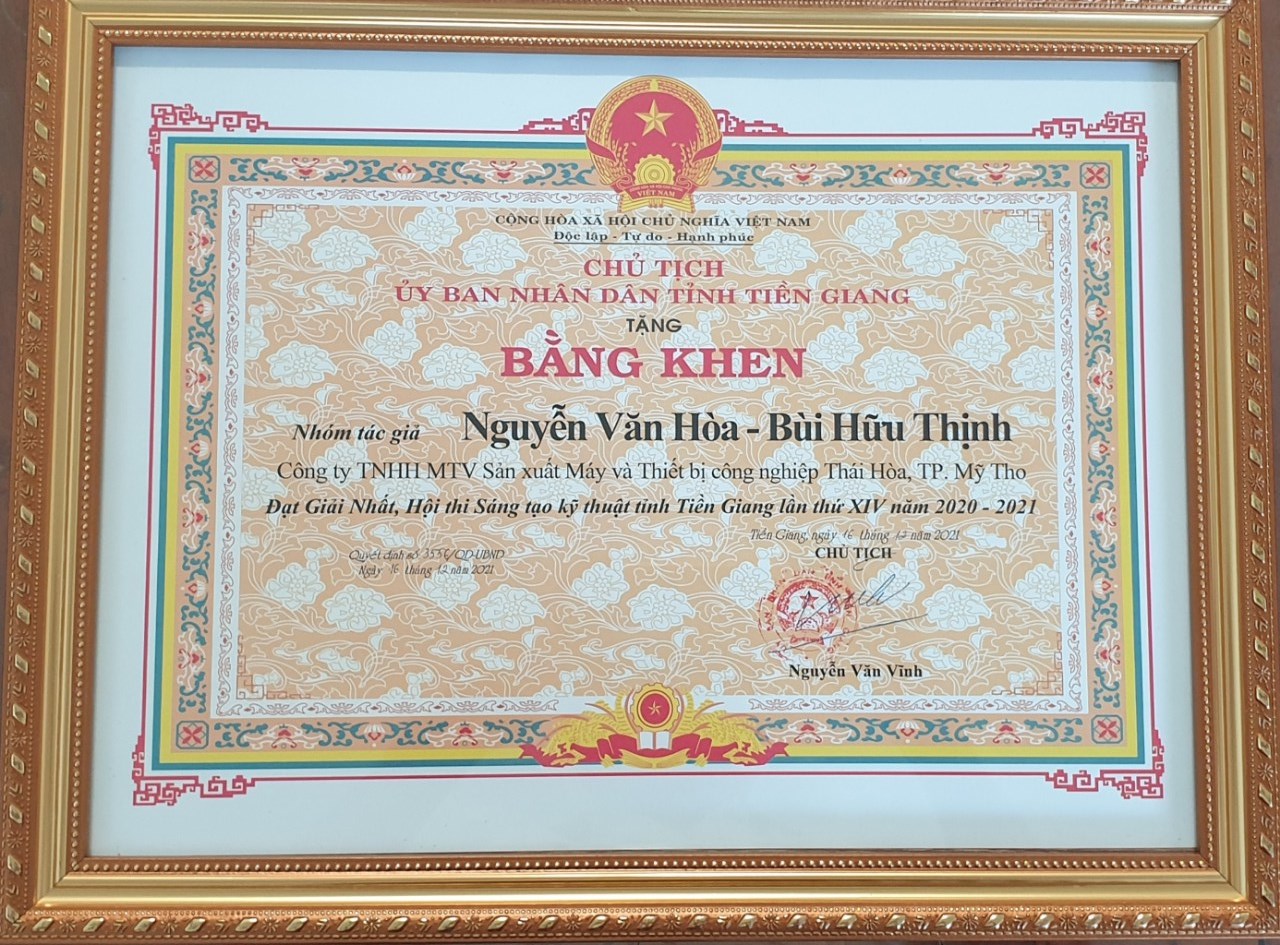 VIỆT NAM
CỘNG HÒA XÃ HỘI CHỦ NGHĨA VIỆT NAM
Độc lập - Tự do - Hạnh phúc
CHỦ TỊCH
ỦY BAN NHÂN DÂN TỈNH TIỀN GIANG
TẶNG
BẰNG KHEN
Nhóm tác giả Nguyễn Văn Hòa - Bùi Hữu Thịnh
Công ty TNHH MTV Sản xuất Máy và Thiết bị công nghiệp Thái Hòa, TP. Mỹ Tho
Đạt Giải Nhất, Hội thi Sáng tạo kỹ thuật tỉnh Tiền Giang lần thứ XIV năm 2020 - 2021
Quyết định số /QĐ-UBND
Ngày 16 tháng 12 năm 2021
Tiền Giang, ngày 16 tháng 12 năm 2021
CHỦ TỊCH
Nguyễn Văn Vĩnh